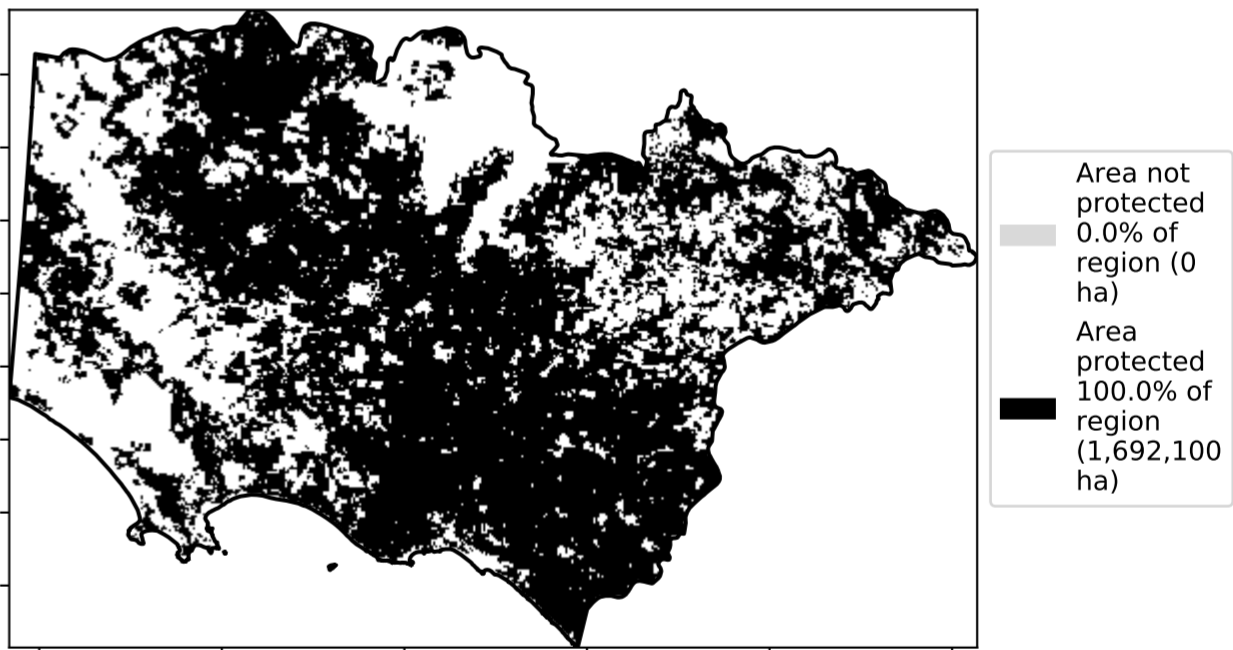 Area not
protected
0.0% of
region (0
ha)
Area
protected
100.0% of
region
(1,692,100
ha)